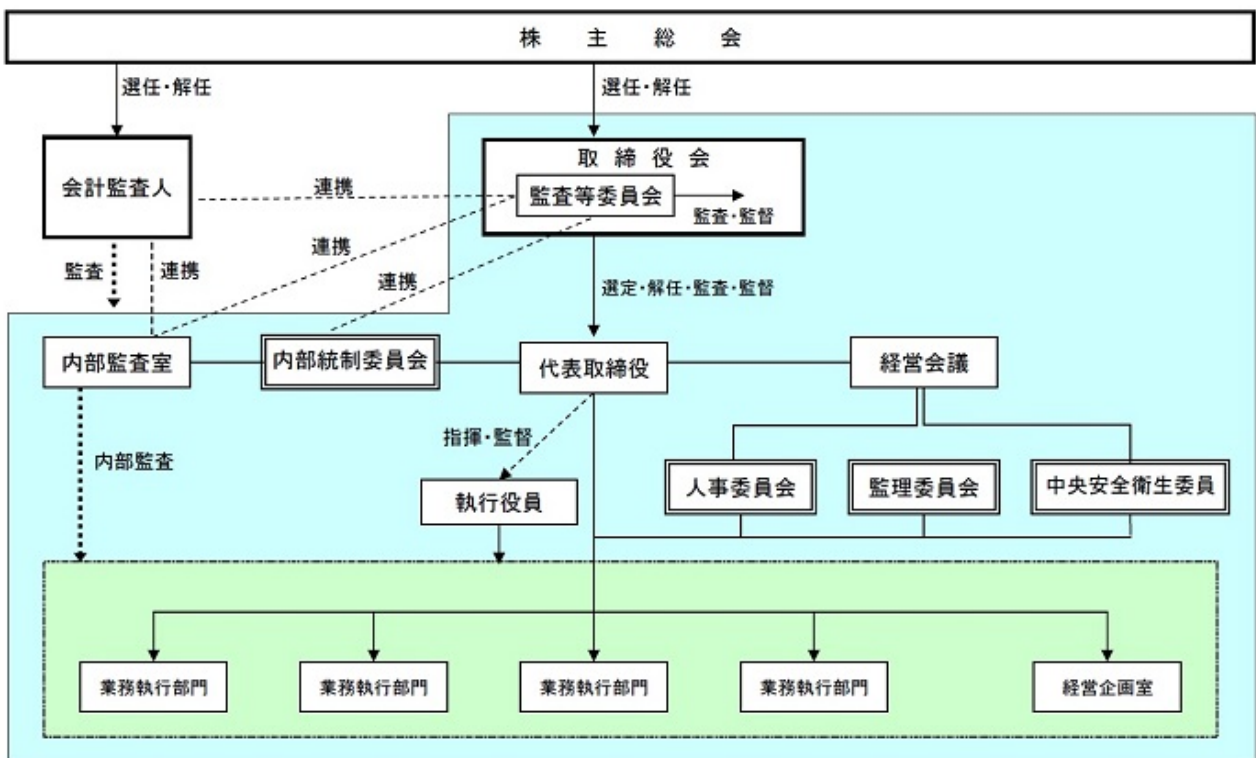 株 主 総 会
選任・解任
選任・解任
会計監査人
取 締 役 会
監査等委員会
監査・監督
連携
連携
連携
監査
連携
選定・解任・監査・監督
内部監査室
内部統制委員会
代表取締役
経営会議
指揮・監督
内部監査
執行役員
人事委員会
監理委員会
中央安全衛生委員
業務執行部門
業務執行部門
業務執行部門
業務執行部門
経営企画室